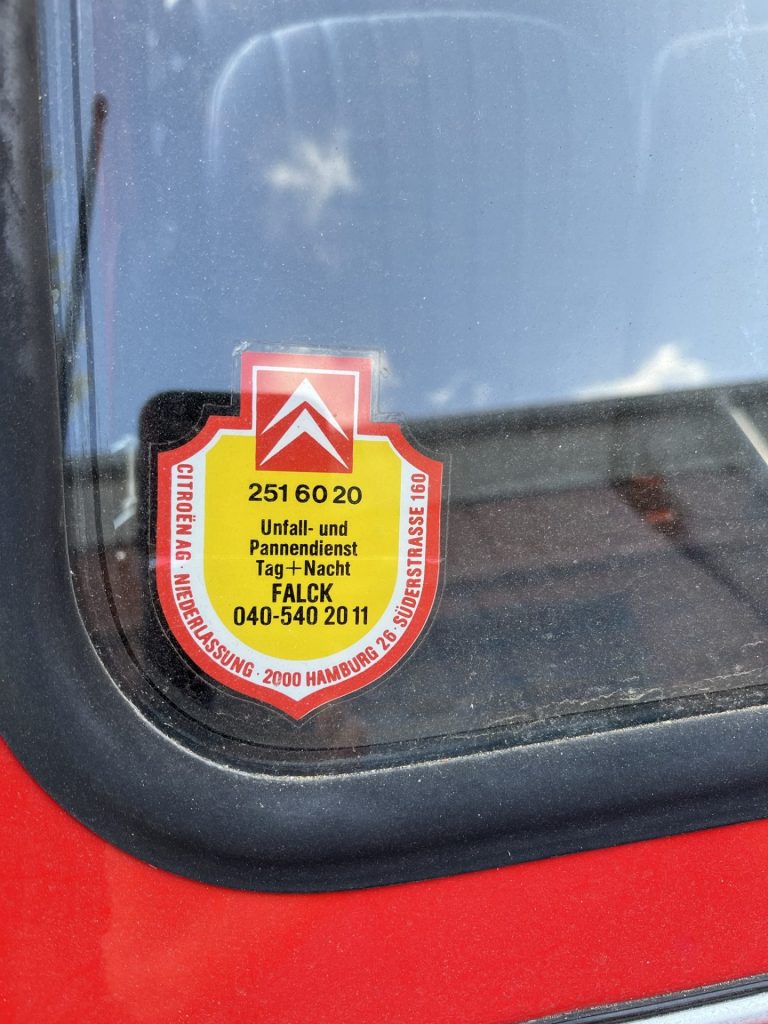 251 60 20
Unfall- und
Pannendienst
Tag+Nacht
FALCK
040-540 20 11
CITROËN AG · NIEDERLASSUNG · 2000 HAMBURG 26 · SÜDERSTRASSE 160